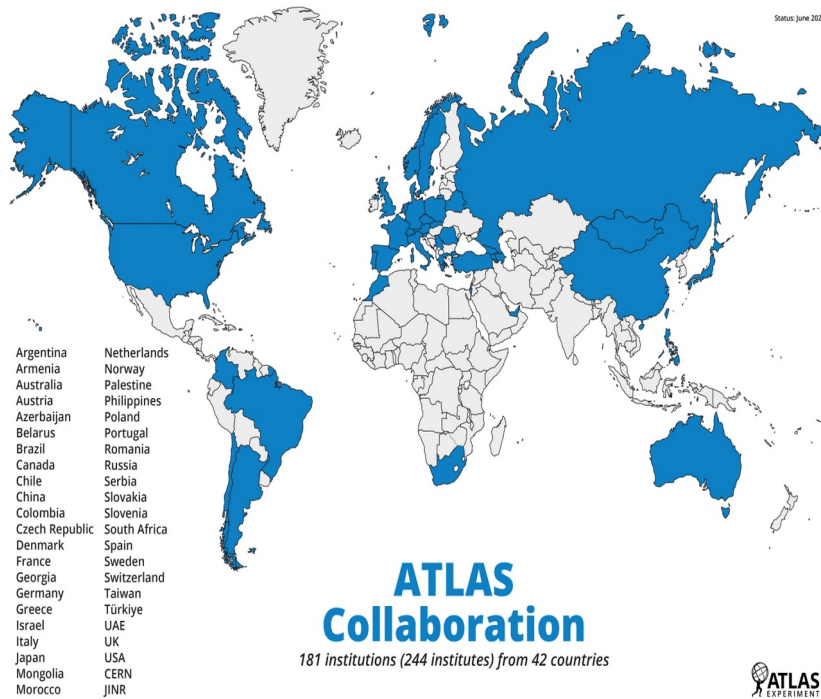 Status: June 202
Argentina
Armenia
Australia
Austria
Azerbaijan
Belarus
Brazil
Canada
Chile
China
Colombia
Czech Republic
Denmark
France
Georgia
Germany
Greece
Israel
Italy
Japan
Mongolia
Morocco
Netherlands
Norway
Palestine
Philippines
Poland
Portugal
Romania
Russia
Serbia
Slovakia
Slovenia
South Africa
Spain
Sweden
Switzerland
Taiwan
Türkiye
UAE
UK
USA
CERN
JINR
ATLAS
Collaboration
181 institutions (244 institutes) from 42 countries
ATLAS
EXPERIMENT